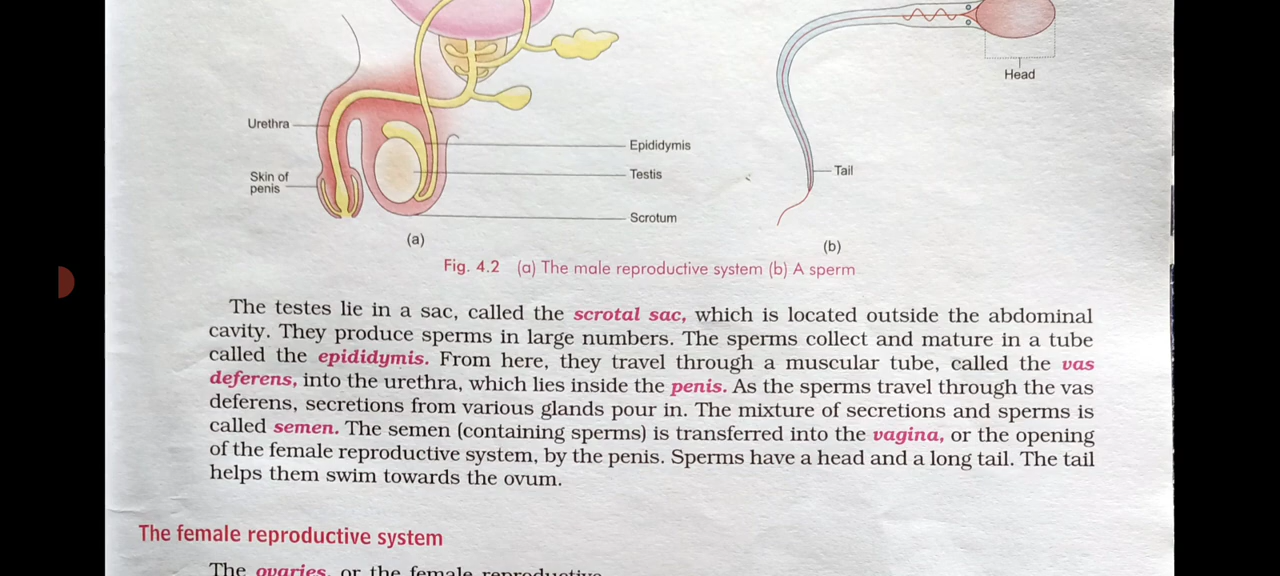 Head
Urethra
Epididymis
Testis
Skin of
penis
Tail
Scrotum
(a)
(b)
Fig. 4.2 (a) The male reproductive system (b) A sperm
The testes lie in a sac, called the scrotal sac, which is located outside the abdominal
cavity. They produce sperms in large numbers. The sperms collect and mature in a tube
called the epididymis. From here, they travel through a muscular tube, called the vas
deferens, into the urethra, which lies inside the penis. As the sperms travel through the vas
deferens, secretions from various glands pour in. The mixture of secretions and sperms is
called semen. The semen (containing sperms) is transferred into the vagina, or the opening
of the female reproductive system, by the penis. Sperms have a head and a long tail. The tail
helps them swim towards the ovum.
The female reproductive system
The ovaries, or the female reproductive